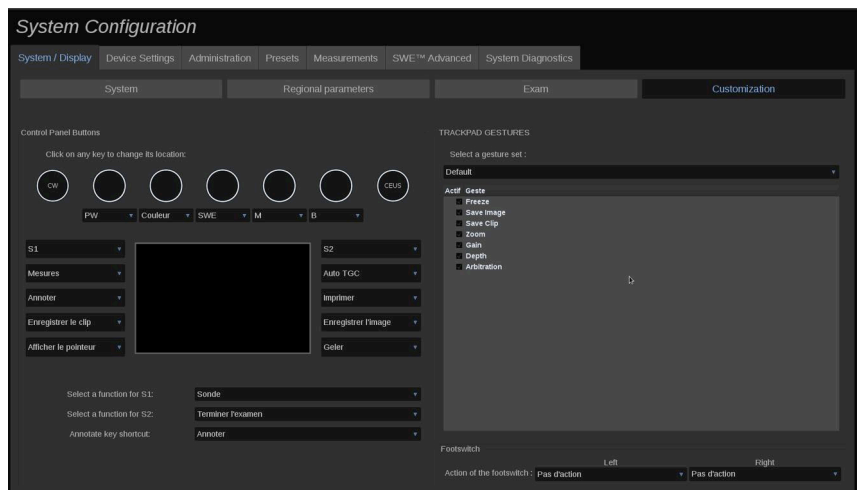 System Configuration
System / Display Device Settings Administration Presets Measurements SWE™ Advanced System Diagnostics
System Regional parameters Exam Customization
Control Panel Buttons
Click on any key to change its location:
CW CEUS
PW Couleur SWE M B
S1 S2
Mesures Auto TGC
Annoter Imprimer
Enregistrer le clip Enregistrer l'image
Afficher le pointeur Geler
Select a function for S1: Sonde
Select a function for S2: Terminer l'examen
Annotate key shortcut: Annoter
TRACKPAD GESTURES
Select a gesture set :
Default
Actif Geste
Freeze
Save Image
Save Clip
Zoom
Gain
Depth
Arbitration
Footswitch
Left Right
Action of the footswitch : Pas d'action Pas d'action